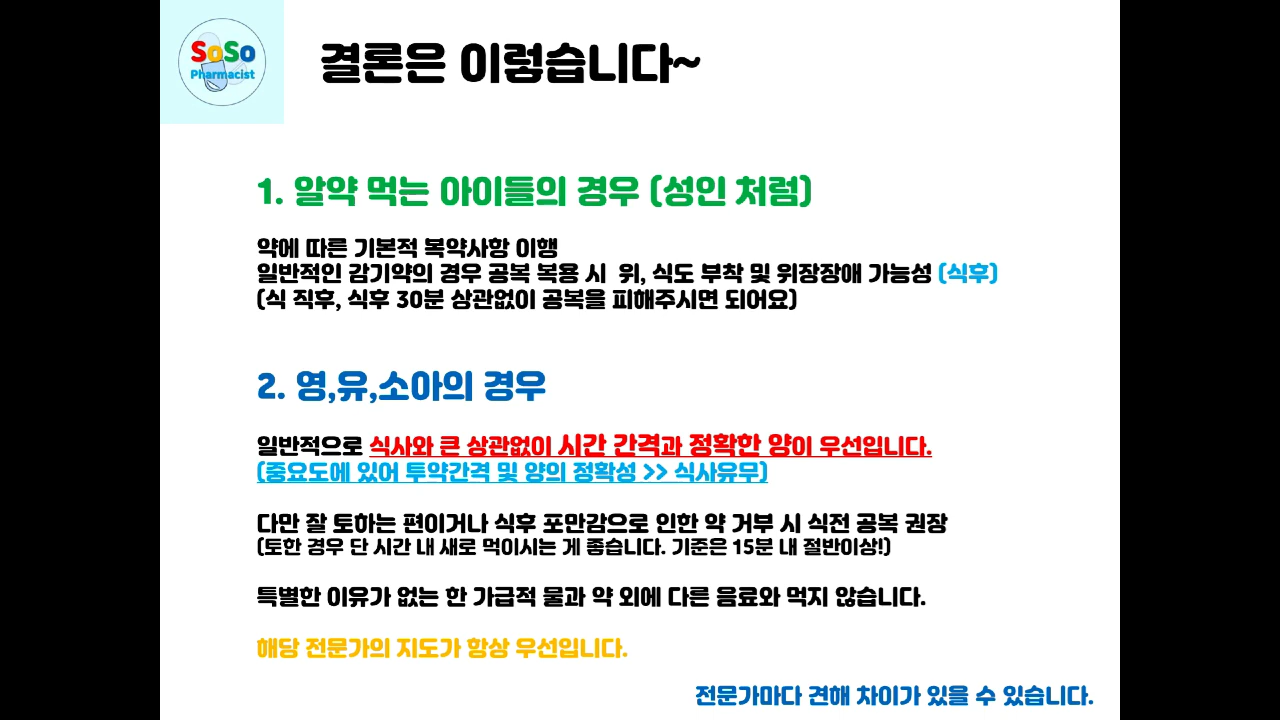 SoSo
Pharmacist
결론은 이렇습니다~
1. 알약 먹는 아이들의 경우 (성인 처럼)
약에 따른 기본적 복약사항 이행
일반적인 감기약의 경우 공복 복용 시 위, 식도 부착 및 위장장애 가능성 (식후)
(식 직후, 식후 30분 상관없이 공복을 피해주시면 되어요)
2. 영,유,소아의 경우
일반적으로 식사와 큰 상관없이 시간 간격과 정확한 양이 우선입니다.
(중요도에 있어 투약간격 및 양의 정확성 >> 식사유무)
다만 잘 토하는 편이거나 식후 포만감으로 인한 약 거부 시 식전 공복 권장
(토한 경우 단 시간 내 새로 먹이시는 게 좋습니다. 기준은 15분 내 절반이상!)
특별한 이유가 없는 한 가급적 물과 약 외에 다른 음료와 먹지 않습니다.
해당 전문가의 지도가 항상 우선입니다.
전문가마다 견해 차이가 있을 수 있습니다.